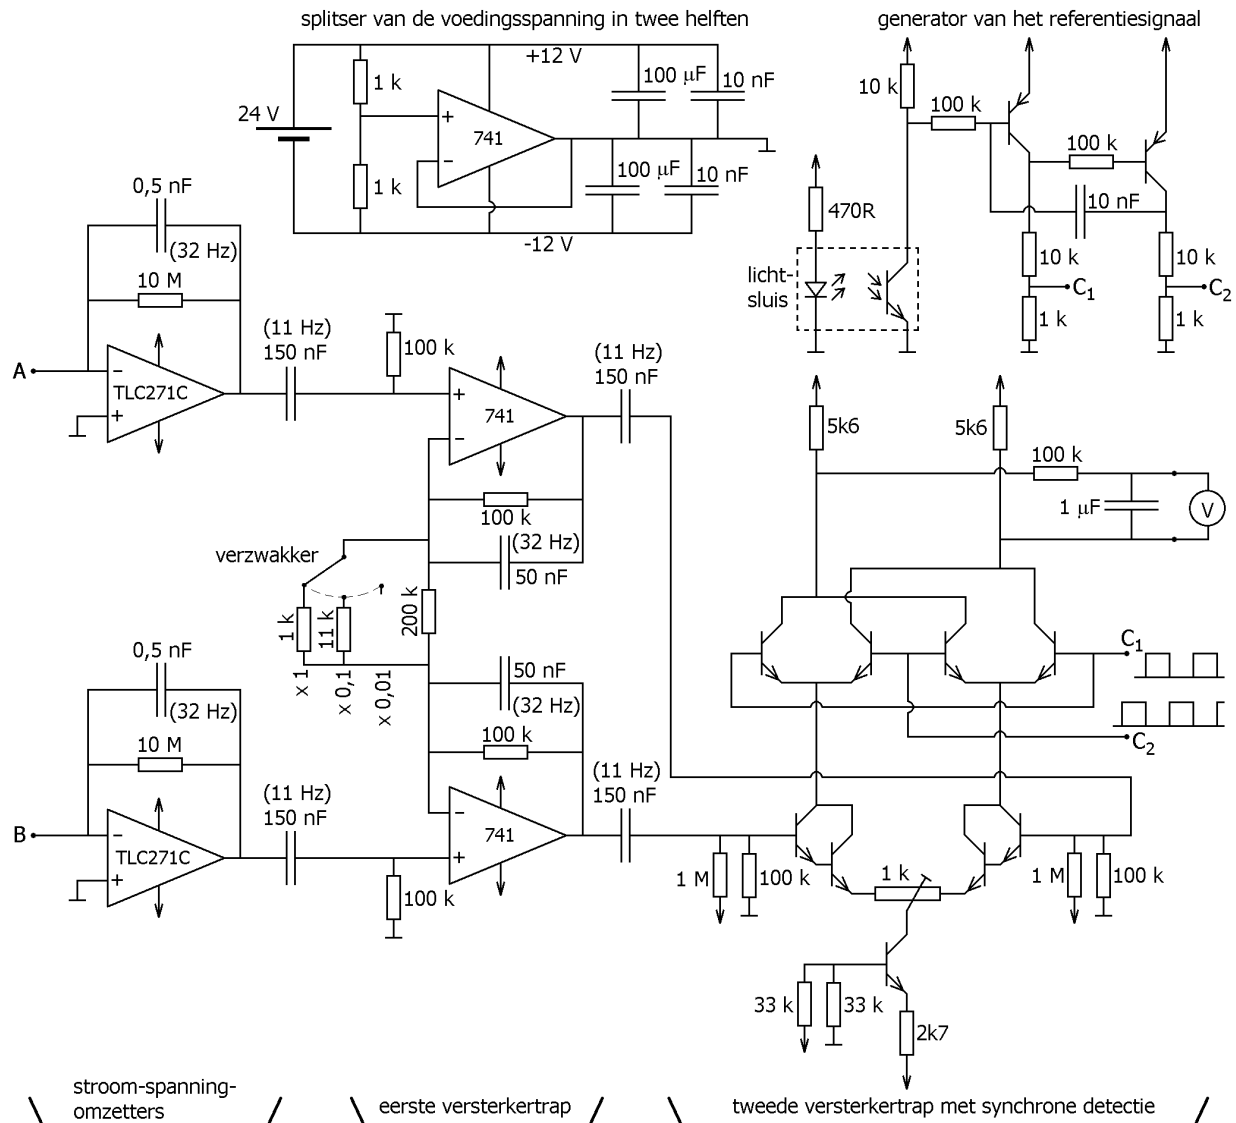 splitser van de voedingsspanning in twee helften
generator van het referentiesignaal
+12 V
1 k
100 μF
10 nF
24 V
+
741
−
1 k
100 μF
10 nF
-12 V
10 k
100 k
100 k
470R
10 nF
licht-
sluis
10 k
C1
1 k
10 k
C2
1 k
0,5 nF
(32 Hz)
10 M
A
−
TLC271C
+
(11 Hz)
150 nF
100 k
+
741
−
(11 Hz)
150 nF
100 k
(32 Hz)
50 nF
verzwakker
1 k
11 k
200 k
x 1
x 0,1
x 0,01
5k6
5k6
100 k
1 μF
V
C1
C2
0,5 nF
(32 Hz)
10 M
B
−
TLC271C
+
(11 Hz)
150 nF
50 nF
(32 Hz)
100 k
−
741
+
100 k
(11 Hz)
150 nF
1 M
100 k
1 k
1 M
100 k
33 k
33 k
2k7
stroom-spanning-
omzetters
eerste versterkertrap
tweede versterkertrap met synchrone detectie